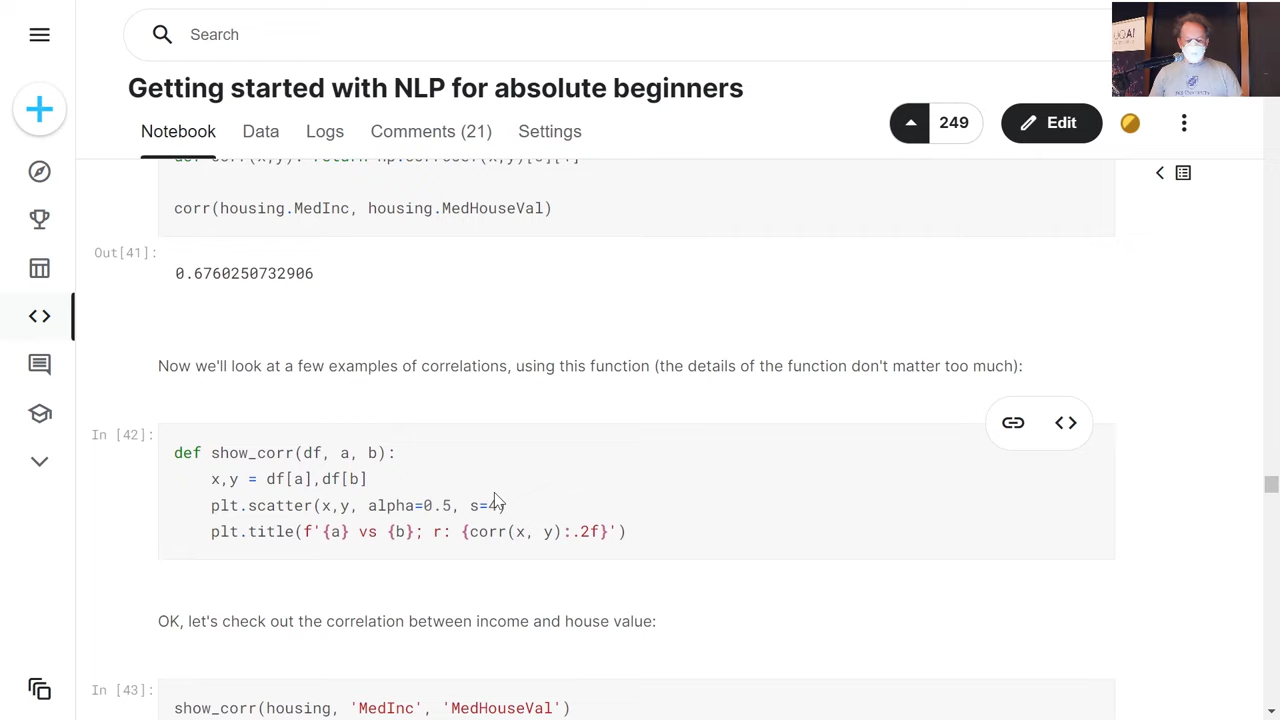 Search
UQAI
Getting started with NLP for absolute beginners
Notebook
Data
Logs
Comments (21)
Settings
249
Edit
corr(housing.MedInc, housing.MedHouseVal)
Out[41]:
0.6760250732906
Now we'll look at a few examples of correlations, using this function (the details of the function don't matter too much):
In [42]:
def show_corr(df, a, b):
x,y = df[a],df[b]
plt.scatter(x,y, alpha=0.5, s=4)
plt.title(f'{a} vs {b}; r: {corr(x, y):.2f}')
OK, let's check out the correlation between income and house value:
In [43]:
show_corr(housing, 'MedInc', 'MedHouseVal')